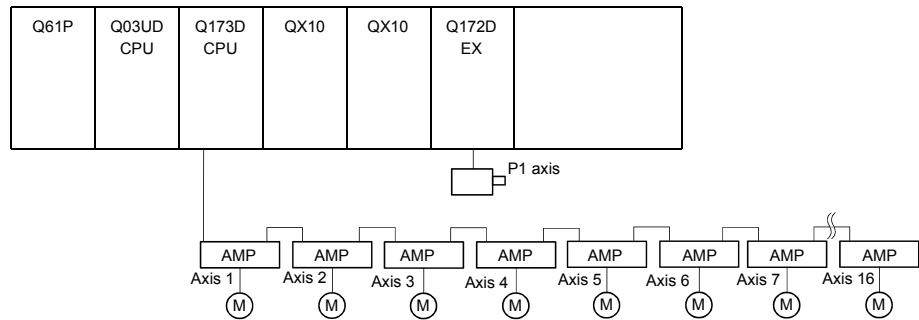 Q61P
Q03UD
CPU
Q173D
CPU
QX10
QX10
Q172D
EX
P1 axis
AMP
AMP
AMP
AMP
AMP
AMP
AMP
AMP
Axis 1
Axis 2
Axis 3
Axis 4
Axis 5
Axis 6
Axis 7
Axis 16
M
M
M
M
M
M
M
M